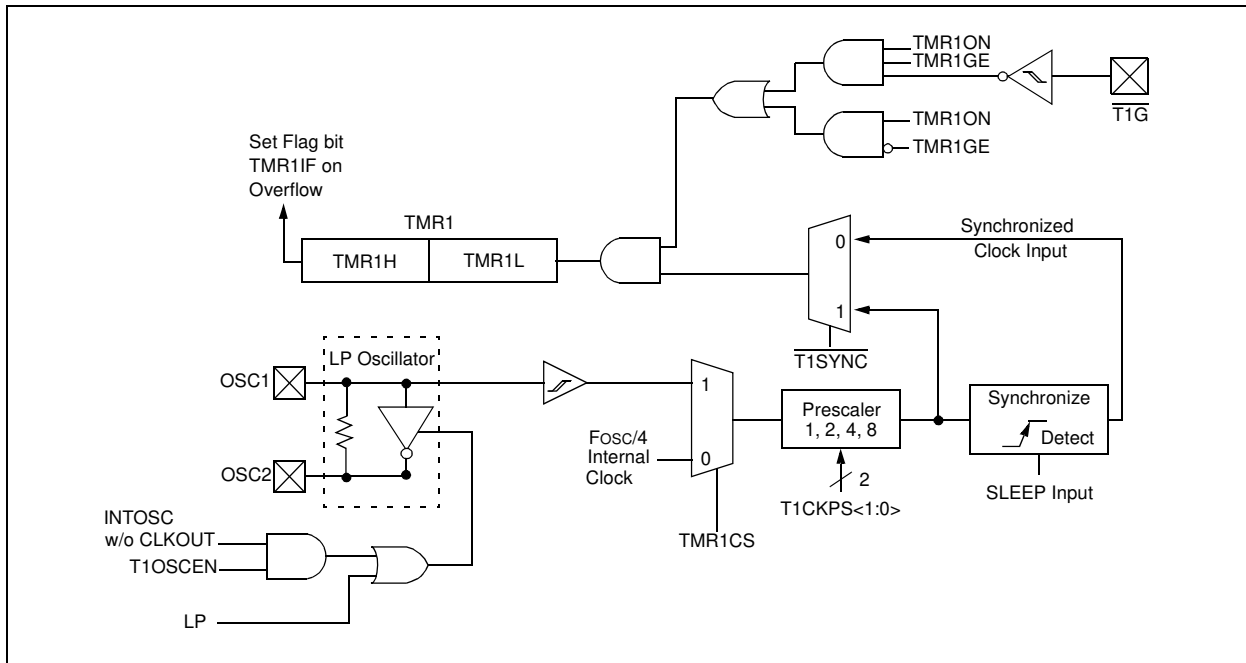 TMR1ON
TMR1GE
T1G
TMR1ON
TMR1GE
Set Flag bit
TMR1IF on
Overflow
TMR1
TMR1H
TMR1L
0
1
Synchronized
Clock Input
T1SYNC
LP Oscillator
OSC1
OSC2
1
0
FOSC/4
Internal
Clock
Prescaler
1, 2, 4, 8
Synchronize
Detect
2
T1CKPS<1:0>
SLEEP Input
TMR1CS
INTOSC
w/o CLKOUT
T1OSCEN
LP